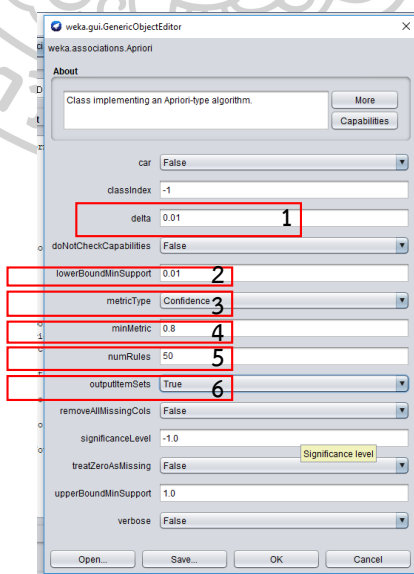 weka.gui.GenericObjectEditor
weka.associations.Apriori
About
Class implementing an Apriori-type algorithm.
More
Capabilities
car False
classIndex -1
delta 0.01 1
doNotCheckCapabilities False
lowerBoundMinSupport 0.01 2
metricType Confidence 3
minMetric 0.8 4
numRules 50 5
outputItemSets True 6
removeAllMissingCols False
significanceLevel -1.0
Significance level
treatZeroAsMissing False
upperBoundMinSupport 1.0
verbose False
Open... Save... OK Cancel